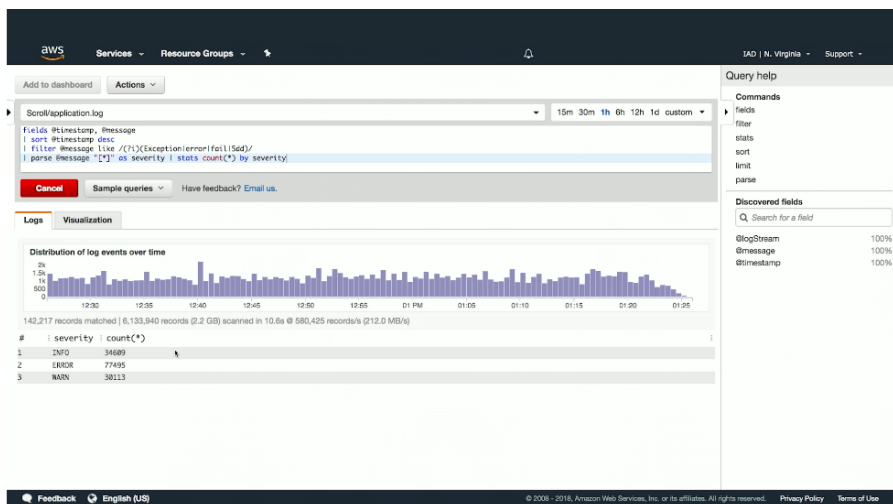 aws
Services
Resource Groups
IAD | N. Virginia
Support
Add to dashboard
Actions
Query help
Commands
fields
filter
stats
sort
limit
parse
Scroll/application.log
15m 30m 1h 6h 12h 1d custom
fields @timestamp, @message
| sort @timestamp desc
| filter @message like /(?i)(Exception|error|fail|5dd)/
| parse @message "[*]" as severity | stats count(*) by severity
Cancel
Sample queries
Have feedback? Email us.
Discovered fields
Search for a field
@logStream 100%
@message 100%
@timestamp 100%
Logs
Visualization
Distribution of log events over time
2k
1.5k
1k
500
0
12:30 12:35 12:40 12:45 12:50 12:55 01 PM 01:05 01:10 01:15 01:20 01:25
142,217 records matched | 6,133,940 records (2.2 GB) scanned in 10.6s @ 580,425 records/s (212.0 MB/s)
# : severity : count(*)
1 INFO 34609
2 ERROR 77495
3 WARN 30113
Feedback
English (US)
© 2008 - 2018, Amazon Web Services, Inc. or its affiliates. All rights reserved.
Privacy Policy
Terms of Use